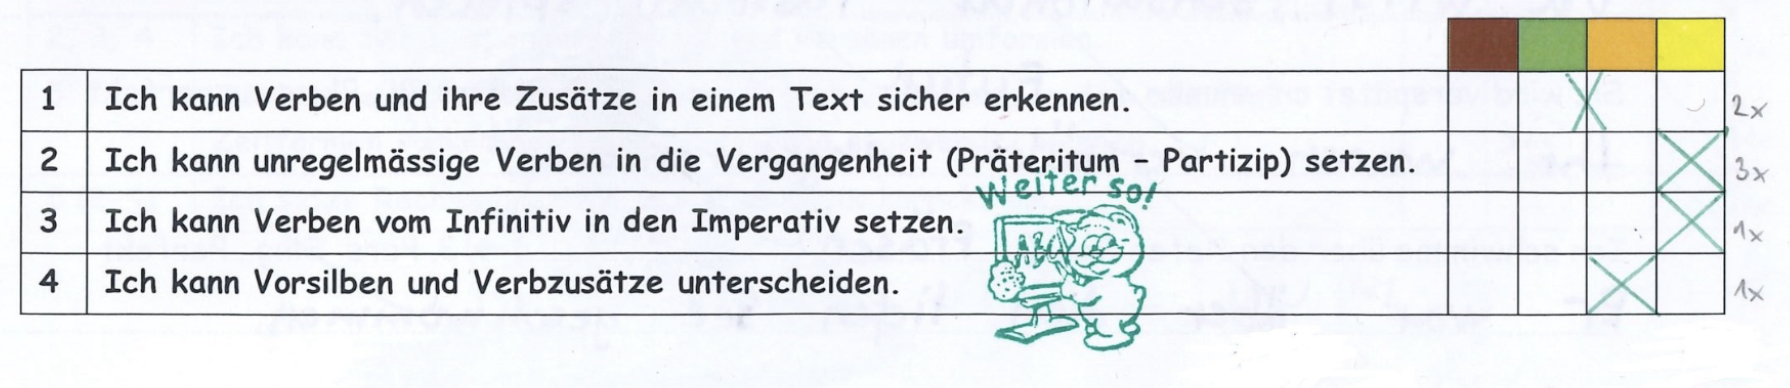 1 Ich kann Verben und ihre Zusätze in einem Text sicher erkennen. 2x
2 Ich kann unregelmässige Verben in die Vergangenheit (Präteritum – Partizip) setzen. 3x
Weiter so!
3 Ich kann Verben vom Infinitiv in den Imperativ setzen. 1x
ABC
4 Ich kann Vorsilben und Verbzusätze unterscheiden. 1x